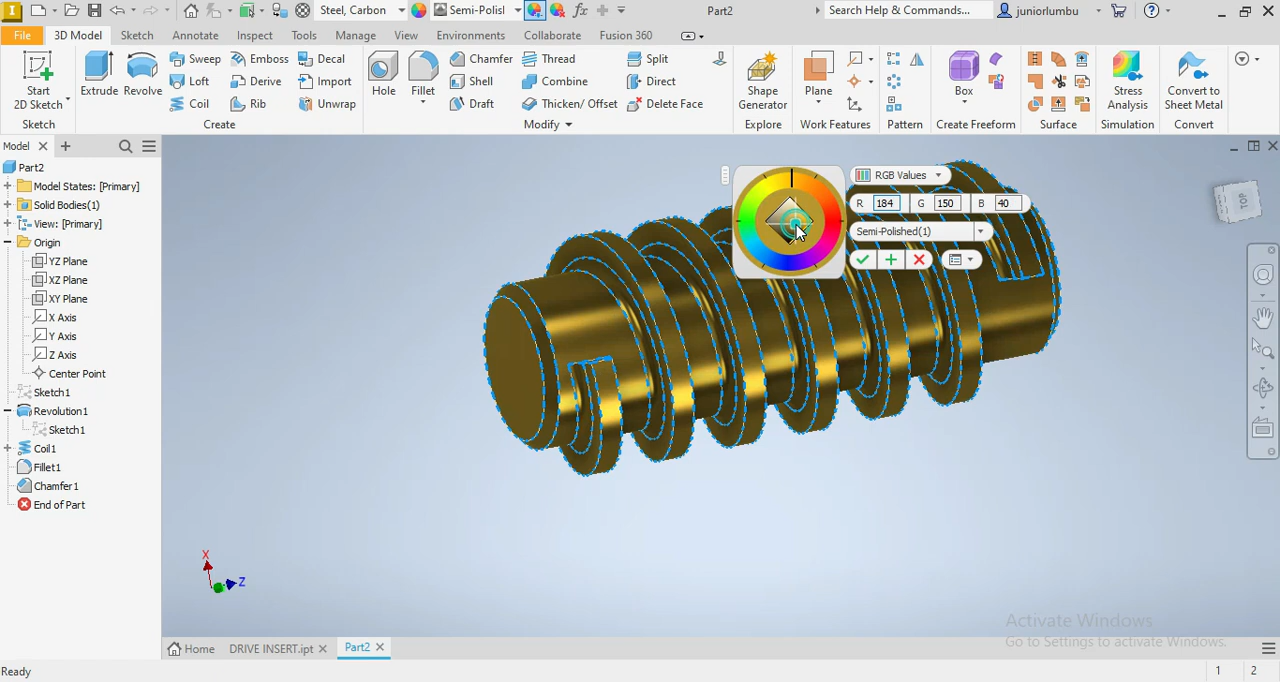 Steel, Carbon
Semi-Polisl
fx
Part2
Search Help & Commands...
juniorlumbu
File
3D Model
Sketch
Annotate
Inspect
Tools
Manage
View
Environments
Collaborate
Fusion 360
Start
2D Sketch
Sketch
Extrude
Revolve
Sweep
Loft
Coil
Emboss
Derive
Rib
Decal
Import
Unwrap
Create
Hole
Fillet
Chamfer
Shell
Draft
Thread
Combine
Thicken/ Offset
Split
Direct
Delete Face
Modify
Shape
Generator
Explore
Plane
Work Features
Pattern
Box
Create Freeform
Surface
Stress
Analysis
Simulation
Convert to
Sheet Metal
Convert
Model
Part2
Model States: [Primary]
Solid Bodies(1)
View: [Primary]
Origin
YZ Plane
XZ Plane
XY Plane
X Axis
Y Axis
Z Axis
Center Point
Sketch1
Revolution1
Sketch1
Coil1
Fillet1
Chamfer1
End of Part
RGB Values
R 184 G 150 B 40
Semi-Polished(1)
TOP
X
Z
Activate Windows
Go to Settings to activate Windows.
Home
DRIVE INSERT.ipt
Part2
Ready
1 2